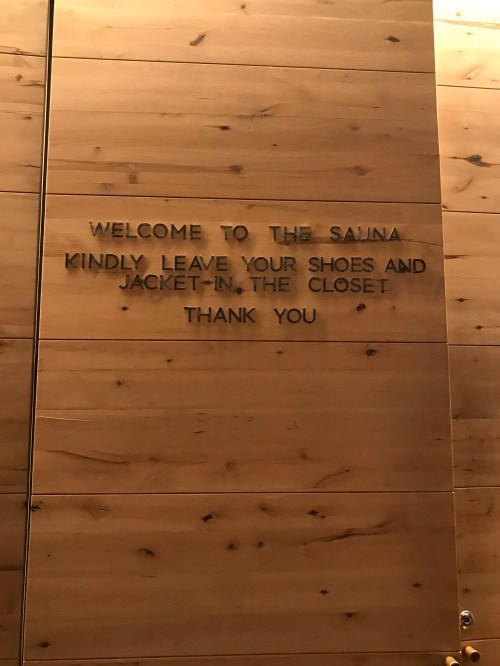 WELCOME TO THE SAUNA
KINDLY LEAVE YOUR SHOES AND
JACKET IN THE CLOSET
THANK YOU